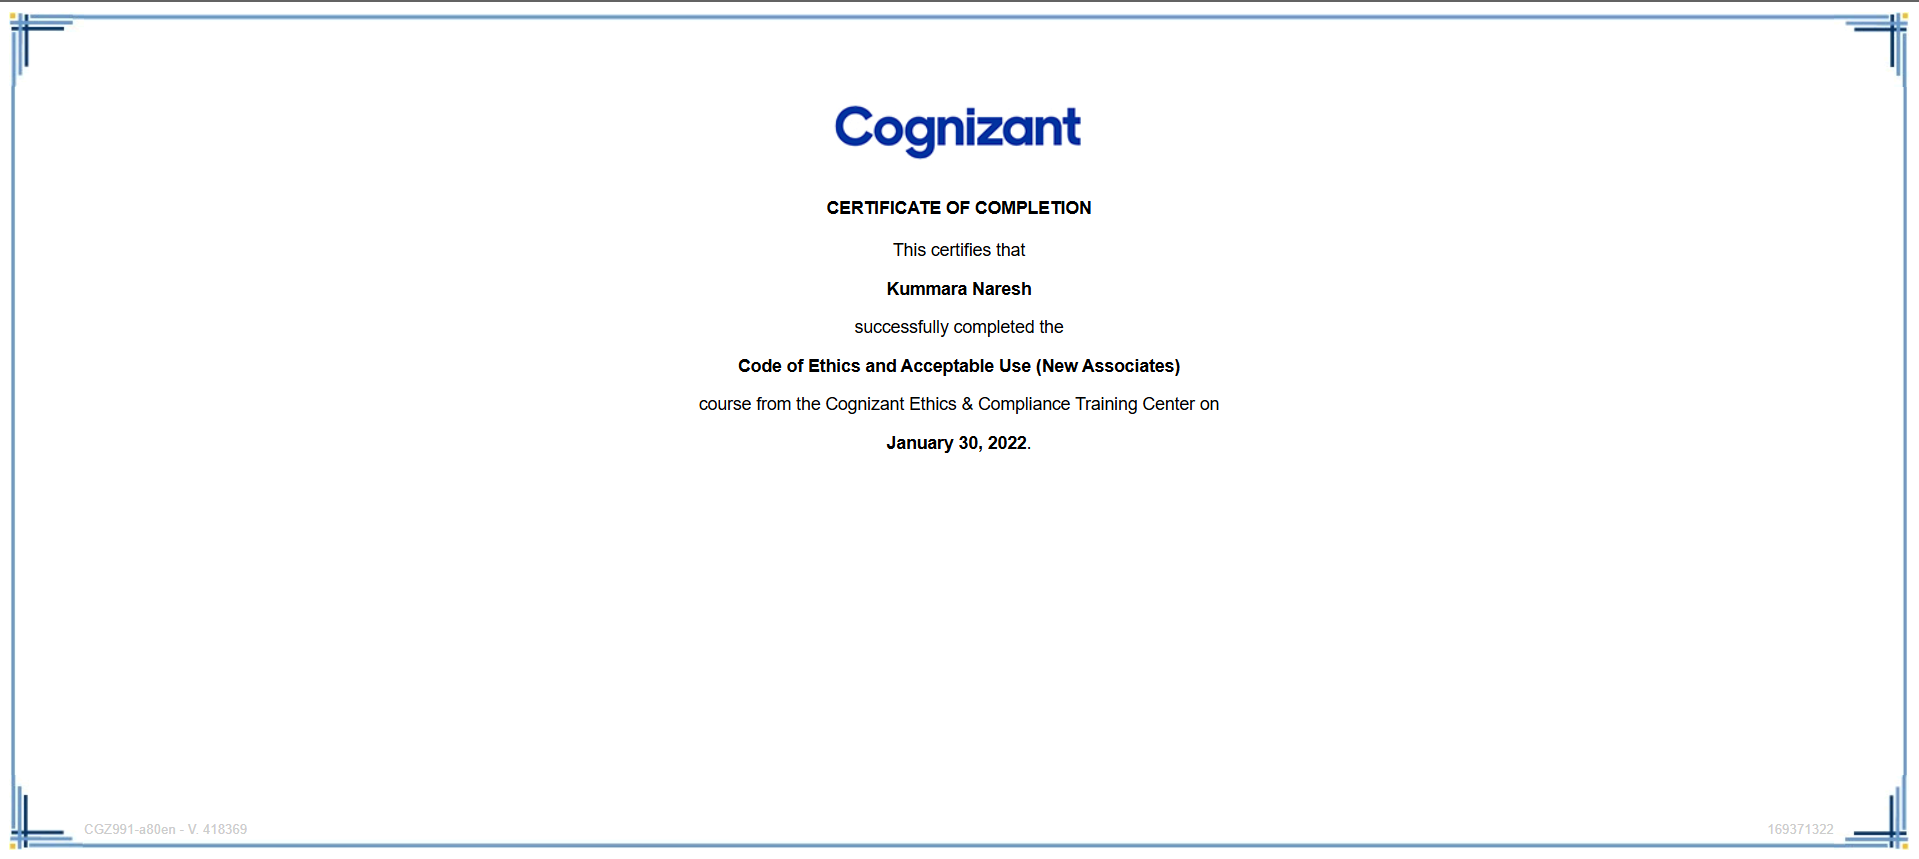 Cognizant
CERTIFICATE OF COMPLETION
This certifies that
Kummara Naresh
successfully completed the
Code of Ethics and Acceptable Use (New Associates)
course from the Cognizant Ethics & Compliance Training Center on
January 30, 2022.
CGZ991-a80en - V. 418369
169371322